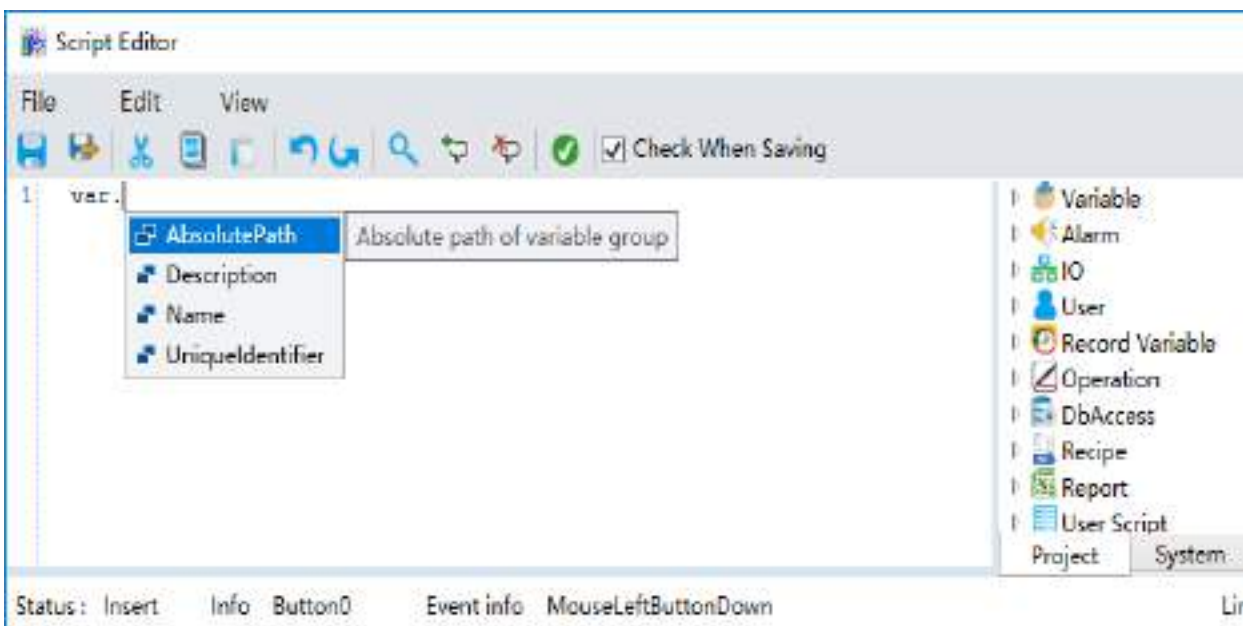 Script Editor
File Edit View
Check When Saving
1 var.
AbsolutePath Absolute path of variable group
Description
Name
UniqueIdentifier
Variable
Alarm
IO
User
Record Variable
Operation
DbAccess
Recipe
Report
User Script
Project System
Status: Insert Info Button0 Event info MouseLeftButtonDown